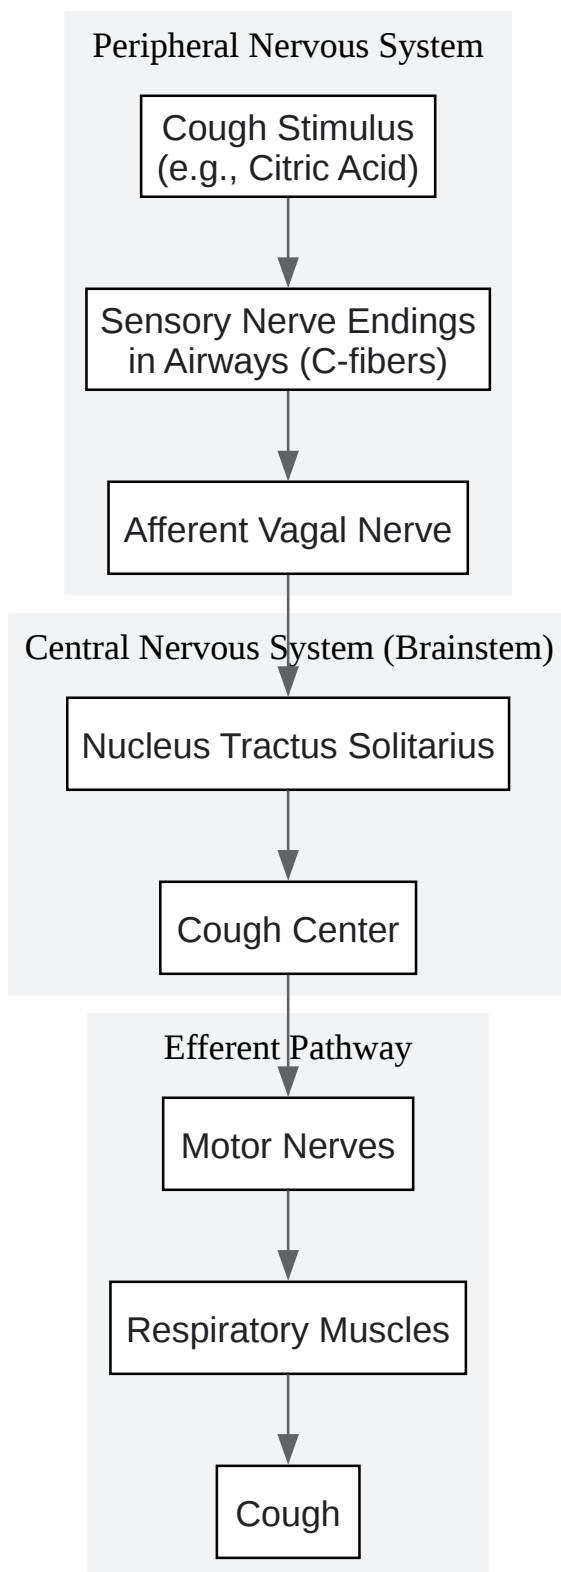 Peripheral Nervous System
Cough Stimulus
(e.g., Citric Acid)
Sensory Nerve Endings
in Airways (C-fibers)
Afferent Vagal Nerve
Central Nervous System (Brainstem)
Nucleus Tractus Solitarius
Cough Center
Efferent Pathway
Motor Nerves
Respiratory Muscles
Cough